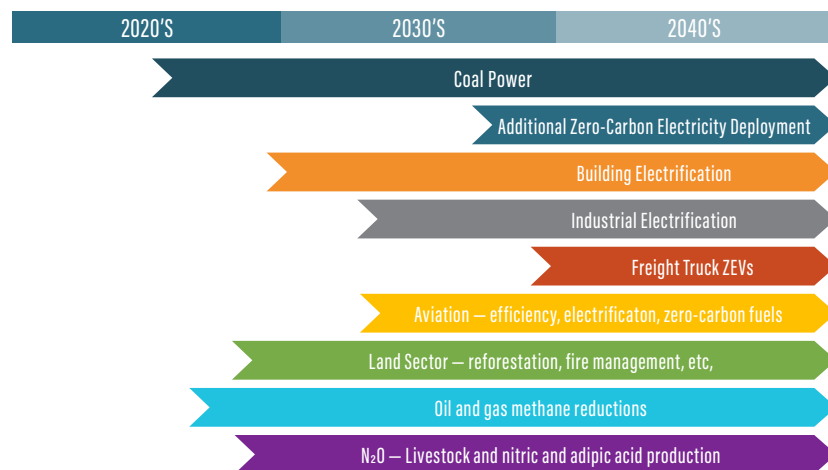 2020'S 2030'S 2040'S
Coal Power
Additional Zero-Carbon Electricity Deployment
Building Electrification
Industrial Electrification
Freight Truck ZEVs
Aviation — efficiency, electrificaton, zero-carbon fuels
Land Sector — reforestation, fire management, etc,
Oil and gas methane reductions
N₂O — Livestock and nitric and adipic acid production